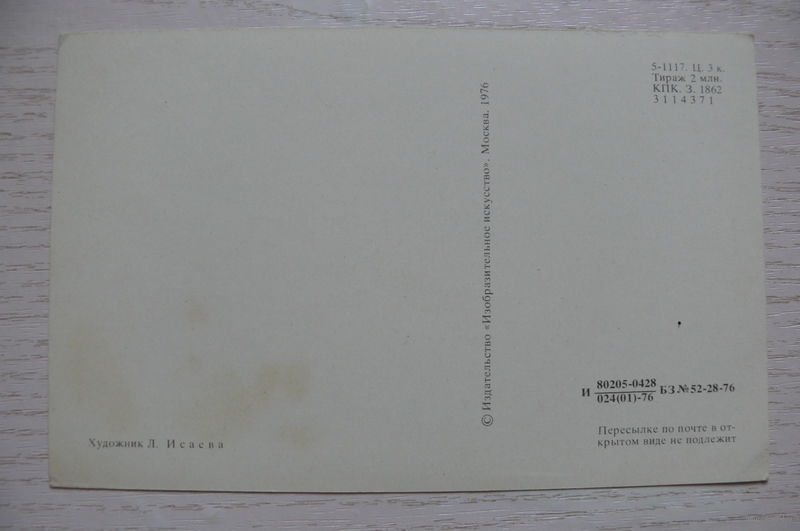 5-1117. Ц. 3 к.
Тираж 2 млн.
КПК. З. 1862
3114371
© Издательство «Изобразительное искусство». Москва. 1976
И 80205-0428 БЗ №52-28-76
024(01)-76
Пересылке по почте в от-
крытом виде не подлежит
Художник Л. Исаева